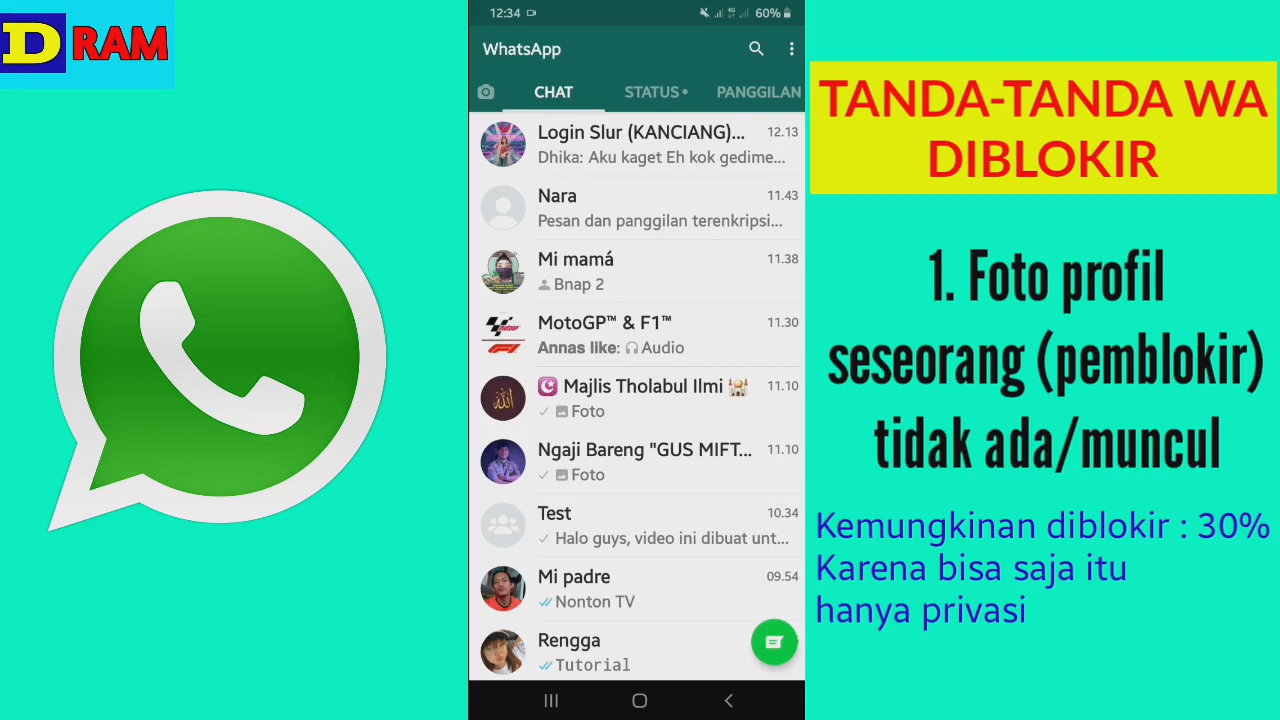 D RAM
12:34
60%
WhatsApp
CHAT
STATUS
PANGGILAN
Login Slur (KANCIANG)...
12.13
Dhika: Aku kaget Eh kok gedime...
Nara
11.43
Pesan dan panggilan terenkripsi...
Mi mamá
11.38
Bnap 2
MotoGP™ & F1™
11.30
Annas like: Audio
☪️ Majlis Tholabul Ilmi 🕌
11.10
✓ Foto
Ngaji Bareng "GUS MIFT...
11.10
✓ Foto
Test
10.34
✓ Halo guys, video ini dibuat unt...
Mi padre
09.54
Nonton TV
Rengga
Tutorial
TANDA-TANDA WA
DIBLOKIR
1. Foto profil
seseorang (pemblokir)
tidak ada/muncul
Kemungkinan diblokir : 30%
Karena bisa saja itu
hanya privasi